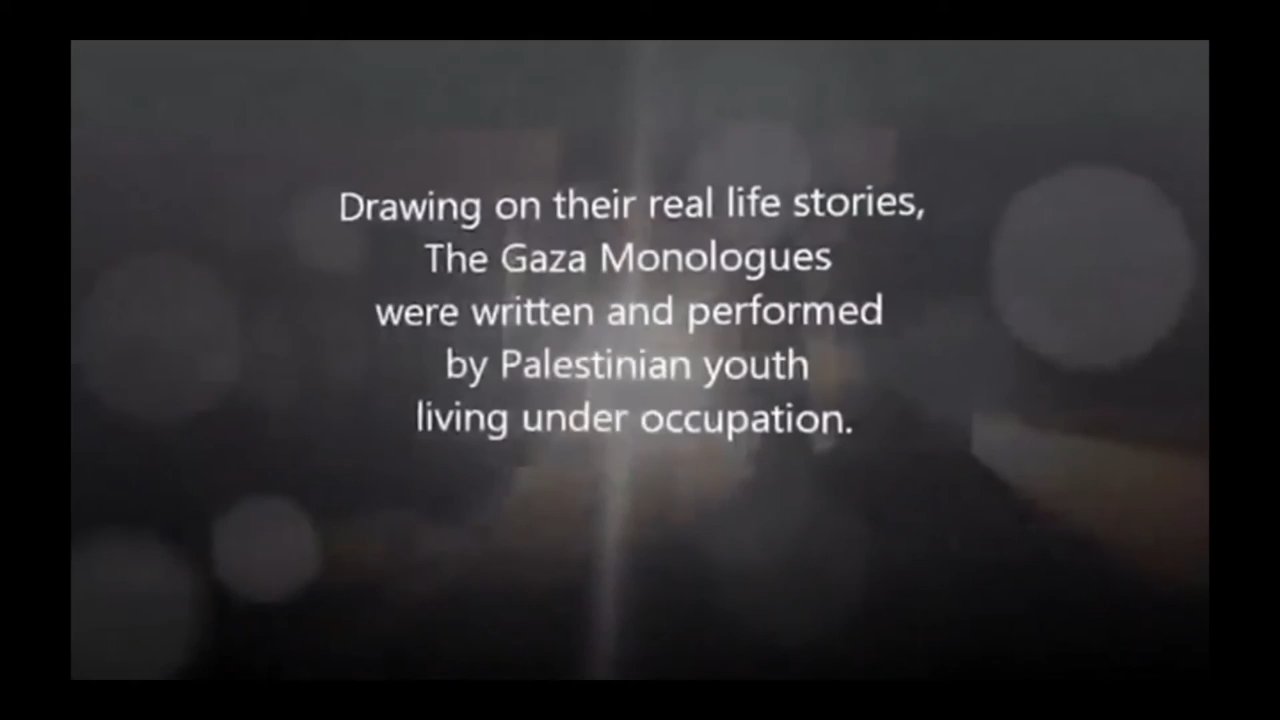 Drawing on their real life stories,
The Gaza Monologues
were written and performed
by Palestinian youth
living under occupation.